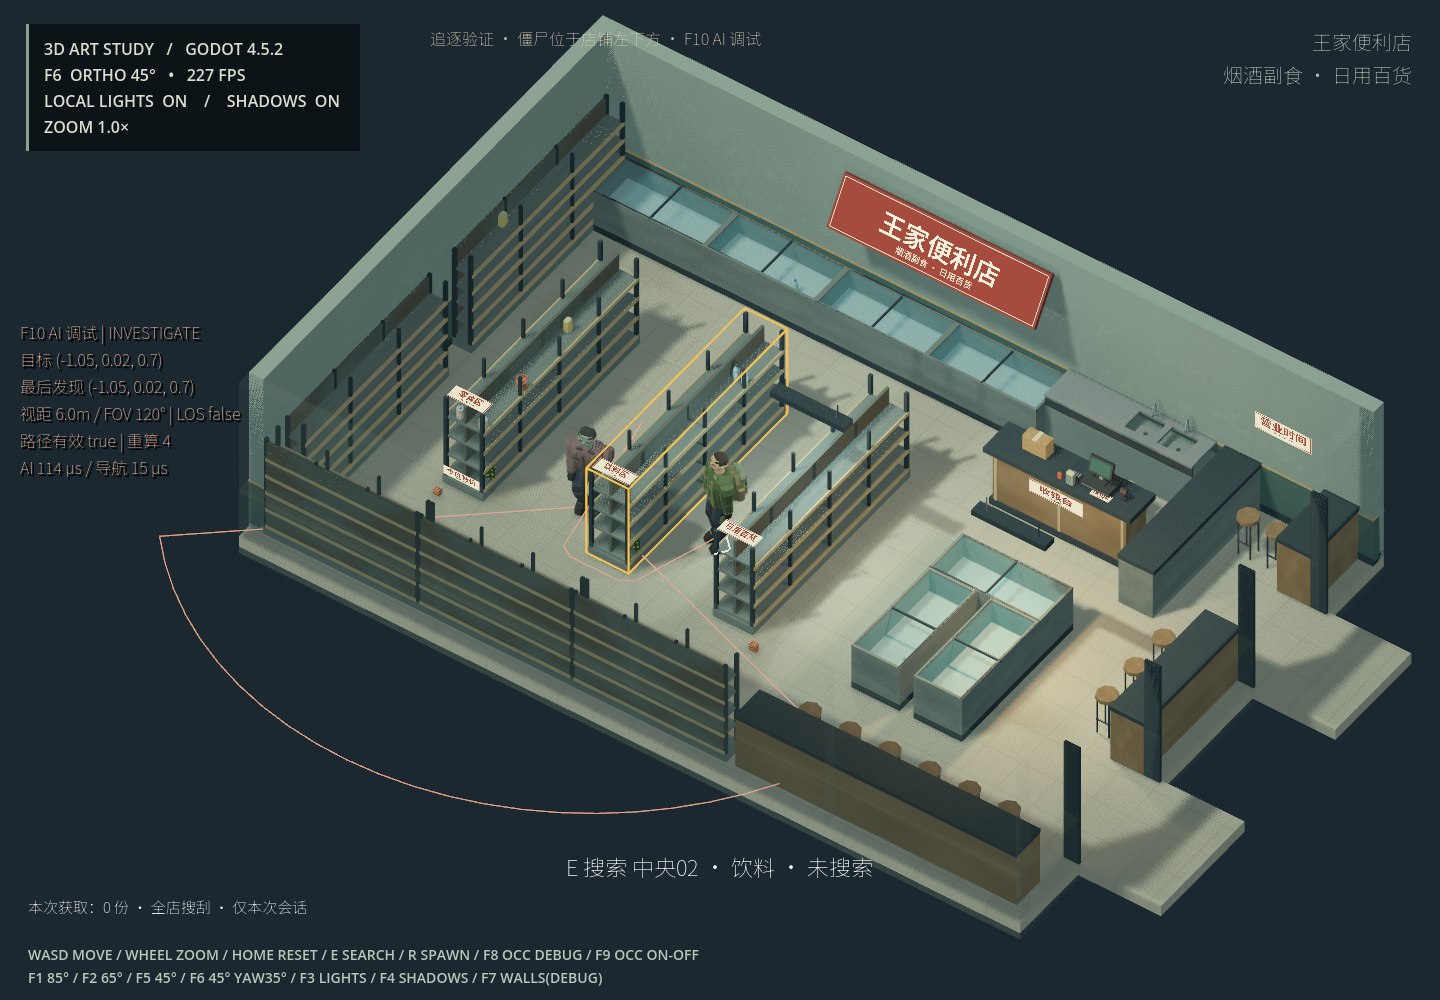 3D ART STUDY / GODOT 4.5.2
F6 ORTHO 45° • 227 FPS
LOCAL LIGHTS ON / SHADOWS ON
ZOOM 1.0×
追逐验证 · 僵尸位于店铺左下方 · F10 AI 调试
王家便利店
烟酒副食 · 日用百货
王家便利店
烟酒副食 · 日用百货
F10 AI 调试 | INVESTIGATE
目标 (-1.05, 0.02, 0.7)
最后发现 (-1.05, 0.02, 0.7)
视距 6.0m / FOV 120° | LOS false
路径有效 true | 重算 4
AI 114 µs / 导航 15 µs
营业时间
收银台
饮料区
日用百货
E 搜索 中央02 · 饮料 · 未搜索
本次获取：0 份 · 全店搜刮 · 仅本次会话
WASD MOVE / WHEEL ZOOM / HOME RESET / E SEARCH / R SPAWN / F8 OCC DEBUG / F9 OCC ON-OFF
F1 85° / F2 65° / F5 45° / F6 45° YAW35° / F3 LIGHTS / F4 SHADOWS / F7 WALLS(DEBUG)